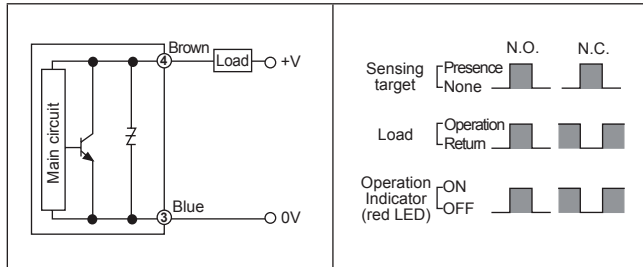 Main circuit
4
Brown
Load
+V
3
Blue
0V
N.O.
N.C.
Sensing
target
Presence
None
Load
Operation
Return
Operation
Indicator
(red LED)
ON
OFF